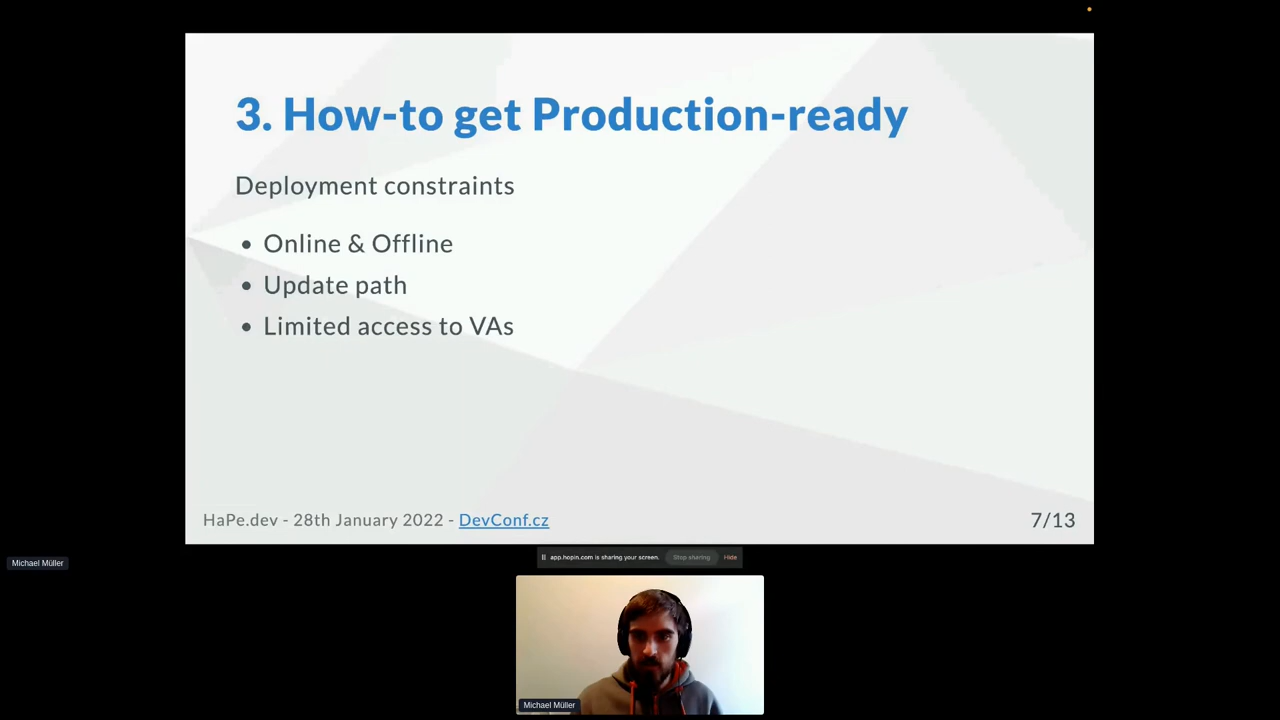 3. How-to get Production-ready
Deployment constraints
• Online & Offline
• Update path
• Limited access to VAs
HaPe.dev - 28th January 2022 - DevConf.cz
7/13
Michael Müller
app.hopin.com is sharing your screen. Stop sharing Hide
Michael Müller